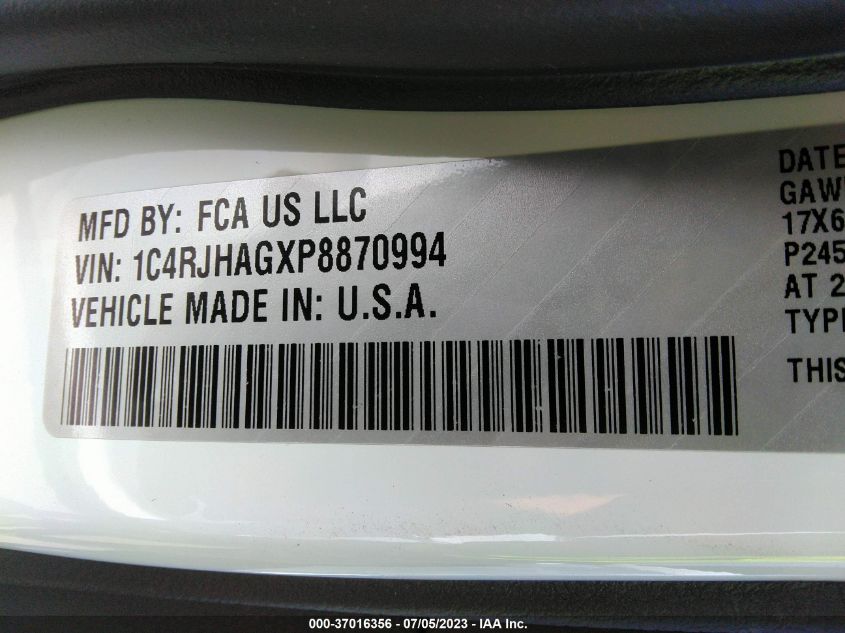 MFD BY: FCA US LLC
VIN: 1C4RJHAGXP8870994
VEHICLE MADE IN: U.S.A.
DATE
GAW
17X6
P245
AT 2
TYP
THIS
000-37016356 - 07/05/2023 - IAA Inc.